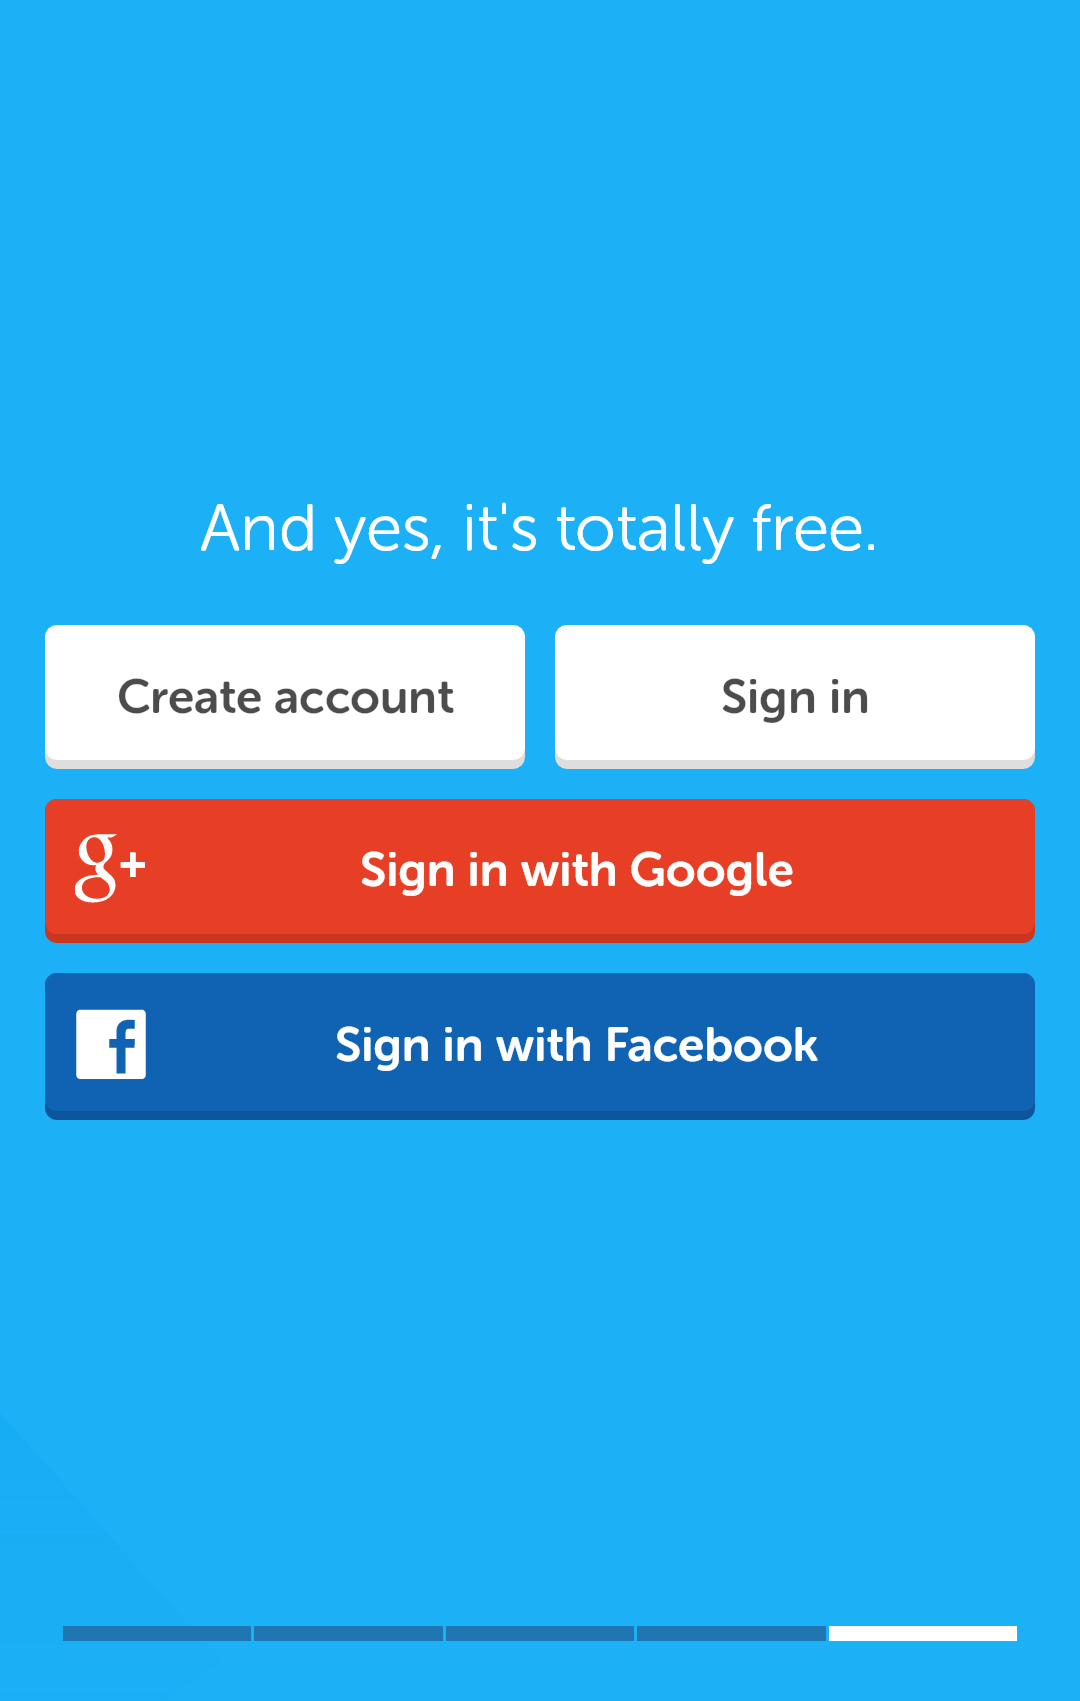 And yes, it's totally free.
Create account
Sign in
g+
Sign in with Google
f
Sign in with Facebook